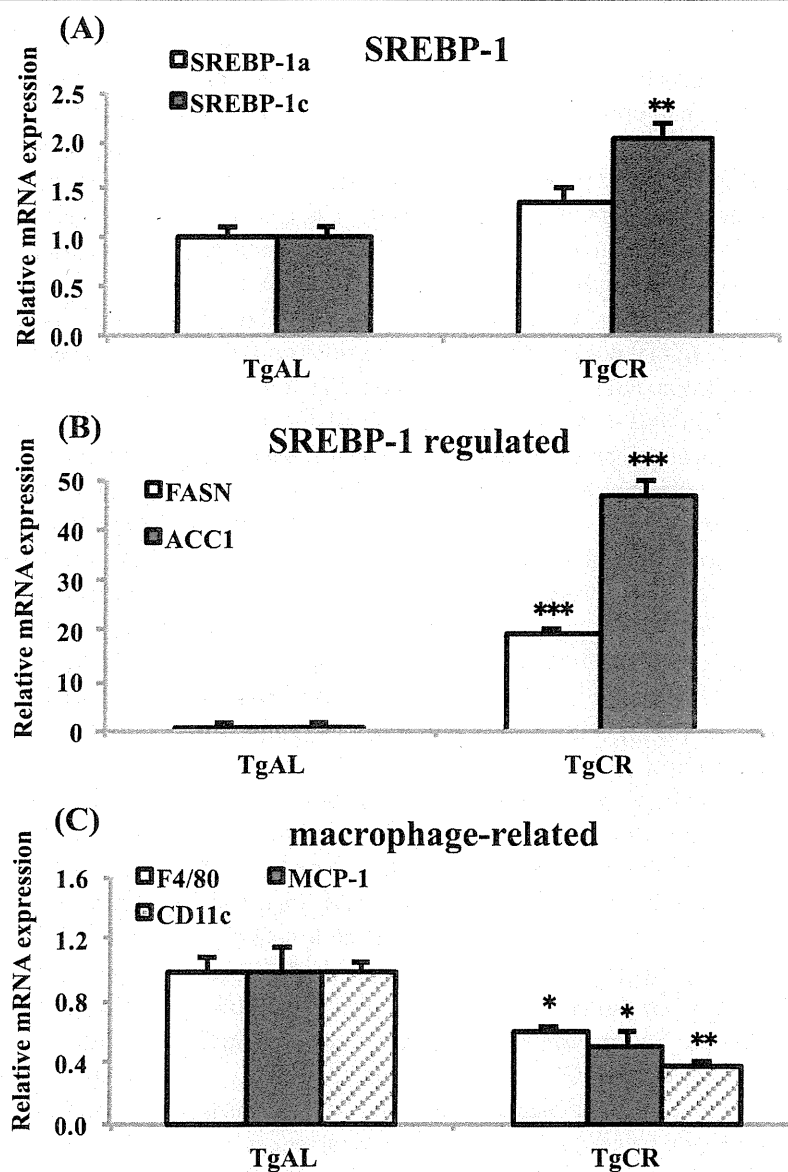 (A)
SREBP-1
SREBP-1a
SREBP-1c
Relative mRNA expression
2.5
2.0
1.5
1.0
0.5
0.0
**
TgAL TgCR
(B)
SREBP-1 regulated
FASN
ACC1
Relative mRNA expression
50
40
30
20
10
0
***
***
TgAL TgCR
(C)
macrophage-related
F4/80 MCP-1
CD11c
Relative mRNA expression
1.6
1.2
0.8
0.4
0.0
* * **
TgAL TgCR